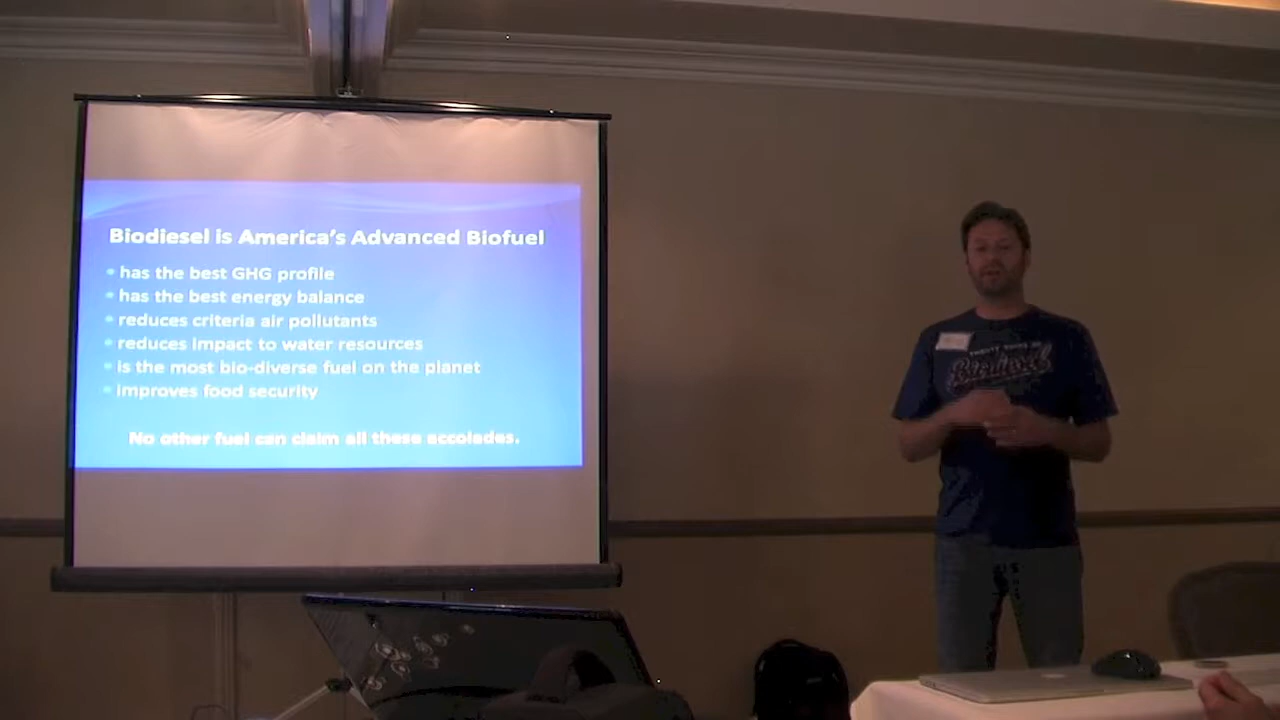 Biodiesel is America's Advanced Biofuel
• has the best GHG profile
• has the best energy balance
• reduces criteria air pollutants
• reduces impact to water resources
• is the most bio-diverse fuel on the planet
• improves food security
No other fuel can claim all these accolades.
Biodiesel